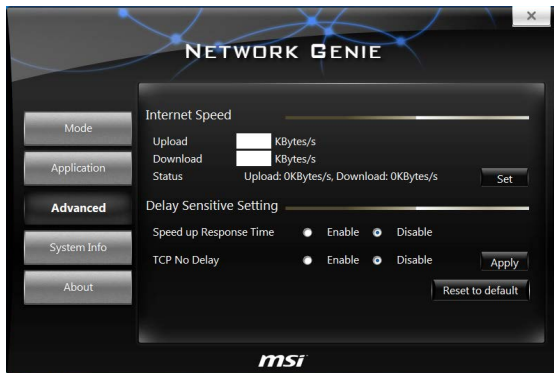 ×
NETWORK GENIE
Mode
Application
Advanced
System Info
About
Internet Speed
Upload KBytes/s
Download KBytes/s
Status Upload: 0KBytes/s, Download: 0KBytes/s Set
Delay Sensitive Setting
Speed up Response Time Enable Disable
TCP No Delay Enable Disable Apply
Reset to default
msi